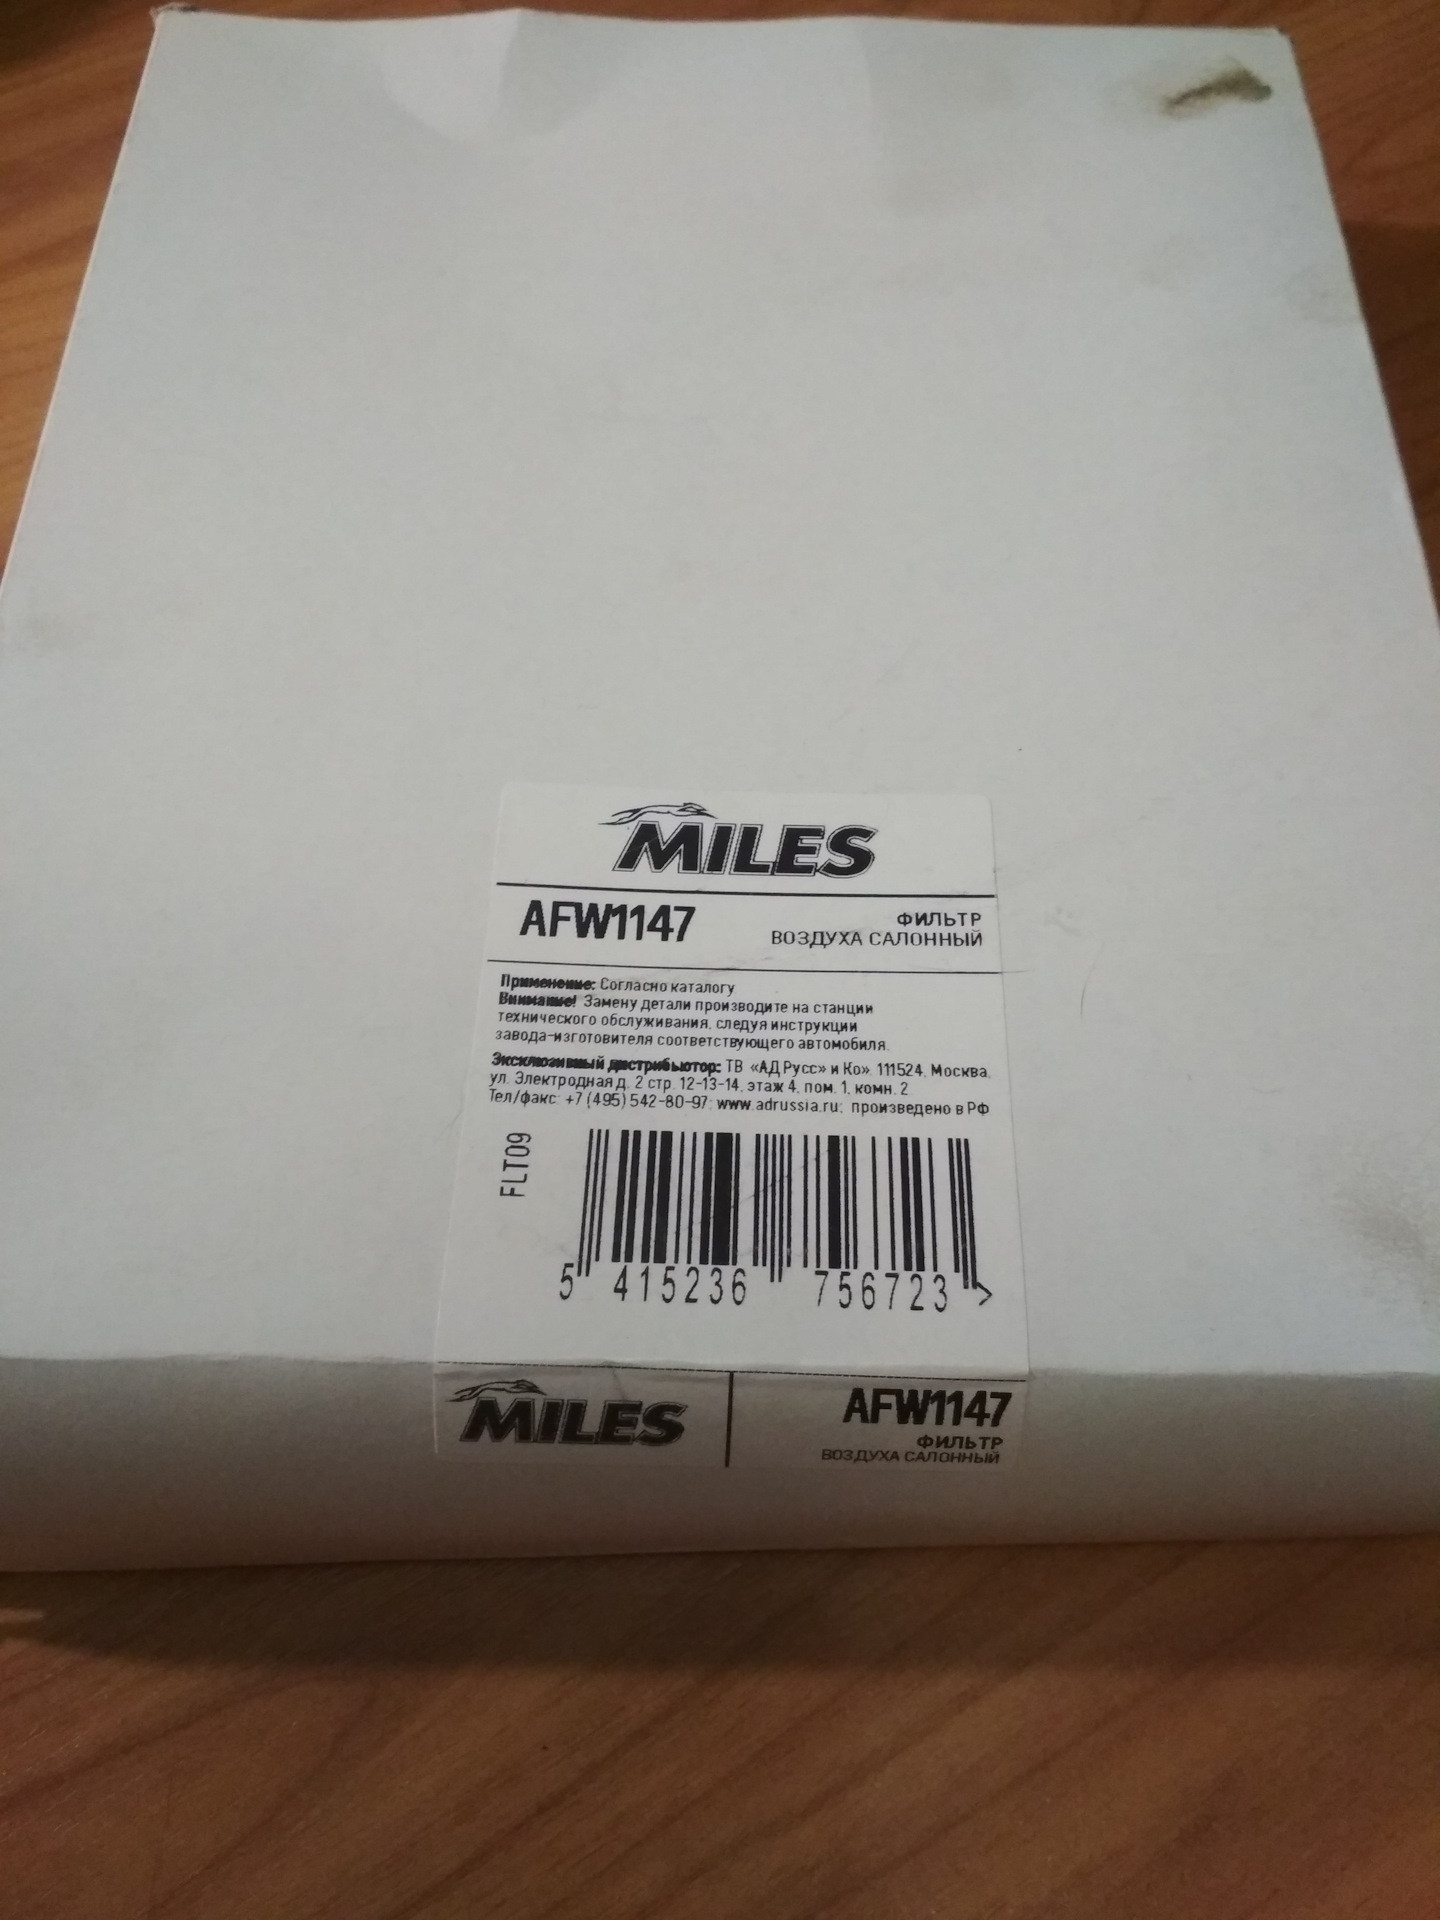 MILES
AFW1147
ФИЛЬТР
ВОЗДУХА САЛОННЫЙ
Применение: Согласно каталогу
Внимание! Замену детали производите на станции
технического обслуживания, следуя инструкции
завода-изготовителя соответствующего автомобиля.
Эксклюзивный дистрибьютор: ТВ «АД Русс» и Ко» 111524, Москва,
ул. Электродная д. 2 стр. 12-13-14, этаж 4, пом. 1, комн. 2
Тел/факс: +7 (495) 542-80-97; www.adrussia.ru; произведено в РФ
FLT09
5 415236 756723 >
MILES
AFW1147
ФИЛЬТР
ВОЗДУХА САЛОННЫЙ